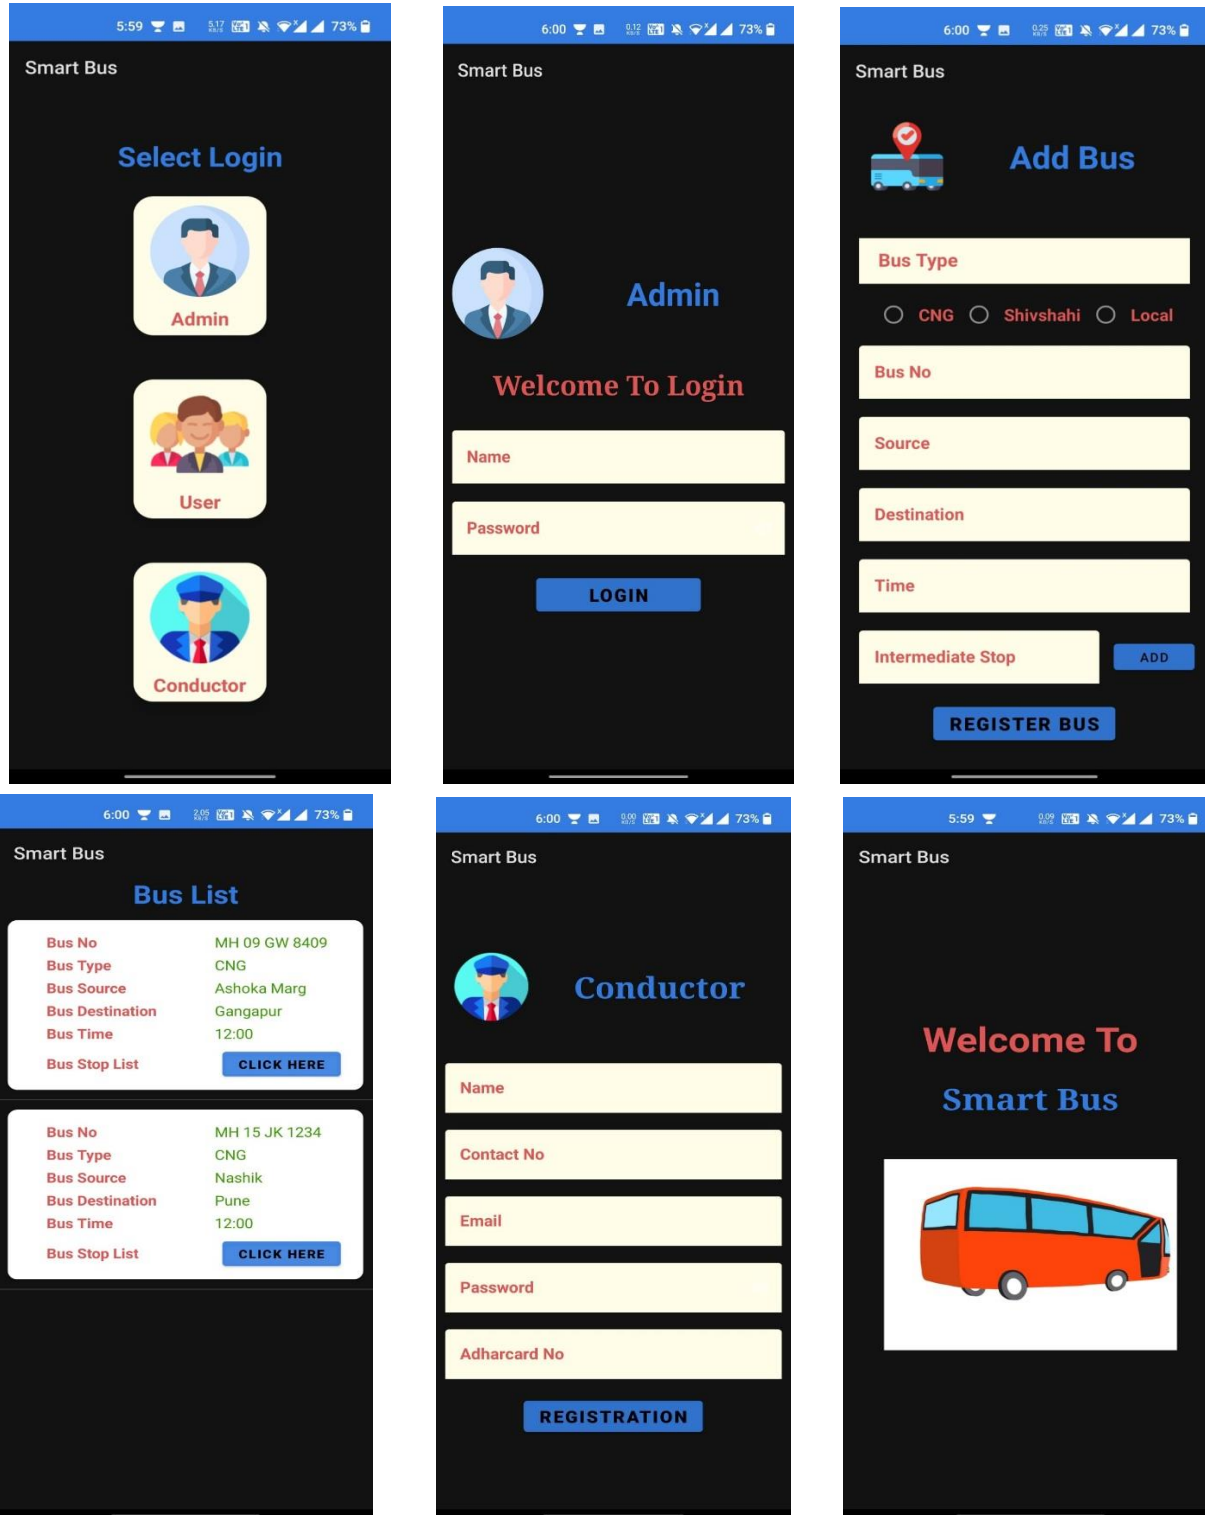 5:59 73%
Smart Bus
Select Login
Admin
User
Conductor
6:00 73%
Smart Bus
Admin
Welcome To Login
Name
Password
LOGIN
6:00 73%
Smart Bus
Add Bus
Bus Type
CNG Shivshahi Local
Bus No
Source
Destination
Time
Intermediate Stop ADD
REGISTER BUS
6:00 73%
Smart Bus
Bus List
Bus No MH 09 GW 8409
Bus Type CNG
Bus Source Ashoka Marg
Bus Destination Gangapur
Bus Time 12:00
Bus Stop List CLICK HERE
Bus No MH 15 JK 1234
Bus Type CNG
Bus Source Nashik
Bus Destination Pune
Bus Time 12:00
Bus Stop List CLICK HERE
6:00 73%
Smart Bus
Conductor
Name
Contact No
Email
Password
Adharcard No
REGISTRATION
5:59 73%
Smart Bus
Welcome To
Smart Bus